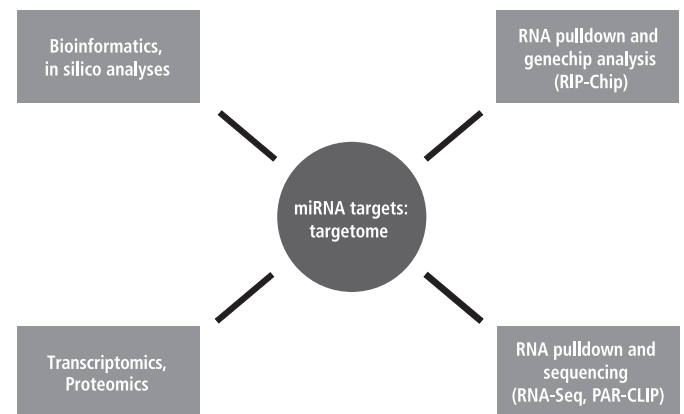 Bioinformatics,
in silico analyses
RNA pulldown and
genechip analysis
(RIP-Chip)
miRNA targets:
targetome
Transcriptomics,
Proteomics
RNA pulldown and
sequencing
(RNA-Seq, PAR-CLIP)